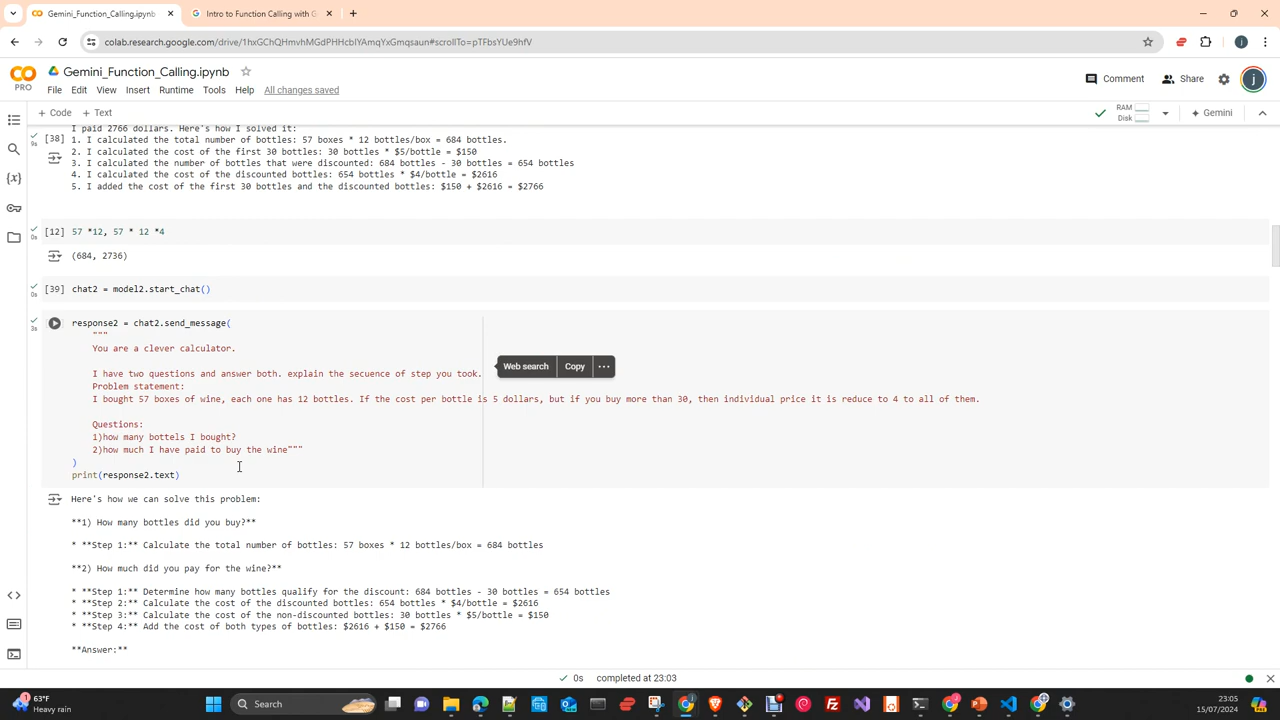 Gemini_Function_Calling.ipynb
Intro to Function Calling with G
colab.research.google.com/drive/1hxGChQHmvhMGdPHHcblYAmqYxGmqsaun#scrollTo=pTFbsYUe9hfV
PRO
Gemini_Function_Calling.ipynb
File Edit View Insert Runtime Tools Help All changes saved
Comment
Share
j
+ Code + Text
RAM
Disk
Gemini
I paid 2766 dollars. Here's how I solved it:
[38] 1. I calculated the total number of bottles: 57 boxes * 12 bottles/box = 684 bottles.
9s
2. I calculated the cost of the first 30 bottles: 30 bottles * $5/bottle = $150
3. I calculated the number of bottles that were discounted: 684 bottles - 30 bottles = 654 bottles
4. I calculated the cost of the discounted bottles: 654 bottles * $4/bottle = $2616
5. I added the cost of the first 30 bottles and the discounted bottles: $150 + $2616 = $2766
[12] 57 *12, 57 * 12 *4
0s
(684, 2736)
[39] chat2 = model2.start_chat()
0s
response2 = chat2.send_message(
3s
"""
You are a clever calculator.
I have two questions and answer both. explain the secuence of step you took.
Web search Copy ...
Problem statement:
I bought 57 boxes of wine, each one has 12 bottles. If the cost per bottle is 5 dollars, but if you buy more than 30, then individual price it is reduce to 4 to all of them.
Questions:
1)how many bottels I bought?
2)how much I have paid to buy the wine"""
)
print(response2.text)
Here's how we can solve this problem:
**1) How many bottles did you buy?**
* **Step 1:** Calculate the total number of bottles: 57 boxes * 12 bottles/box = 684 bottles
**2) How much did you pay for the wine?**
* **Step 1:** Determine how many bottles qualify for the discount: 684 bottles - 30 bottles = 654 bottles
* **Step 2:** Calculate the cost of the discounted bottles: 654 bottles * $4/bottle = $2616
* **Step 3:** Calculate the cost of the non-discounted bottles: 30 bottles * $5/bottle = $150
* **Step 4:** Add the cost of both types of bottles: $2616 + $150 = $2766
**Answer:**
0s completed at 23:03
63°F
Heavy rain
Search
23:05
15/07/2024